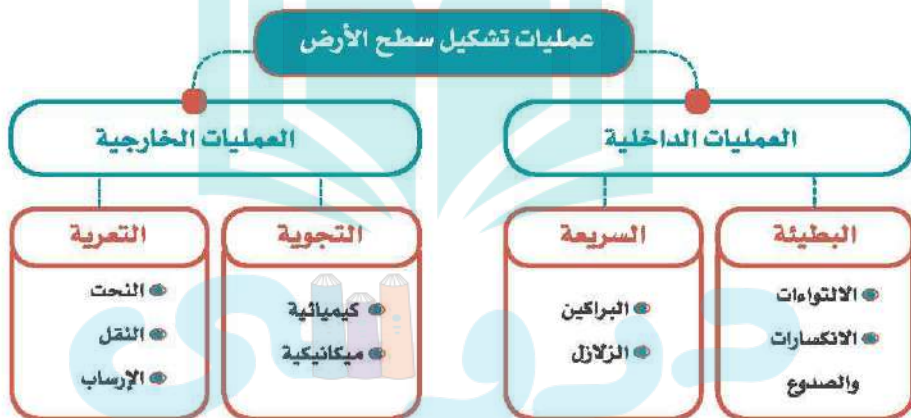 عمليات تشكيل سطح الأرض
العمليات الداخلية
العمليات الخارجية
البطيئة
الالتواءات
الانكسارات
والصدوع
السريعة
البراكين
الزلازل
التجوية
كيميائية
ميكانيكية
التعرية
النحت
النقل
الإرساب
دروسي